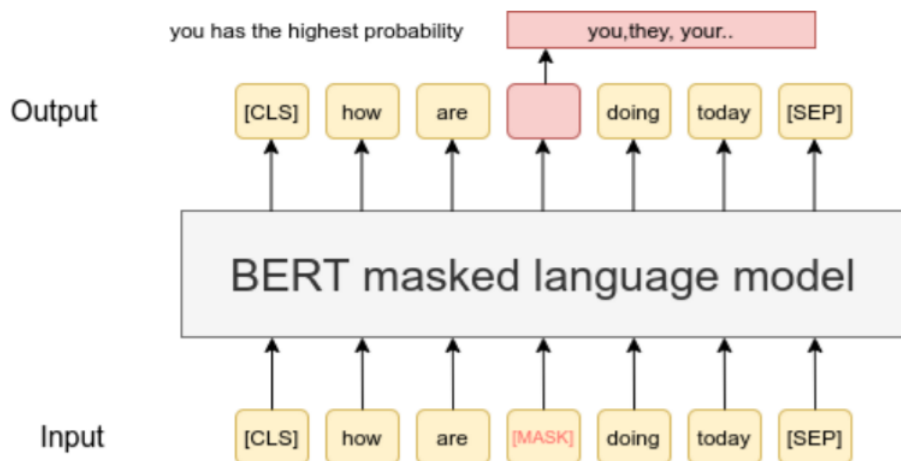 you has the highest probability
you,they, your..
Output
[CLS] how are doing today [SEP]
BERT masked language model
Input
[CLS] how are [MASK] doing today [SEP]